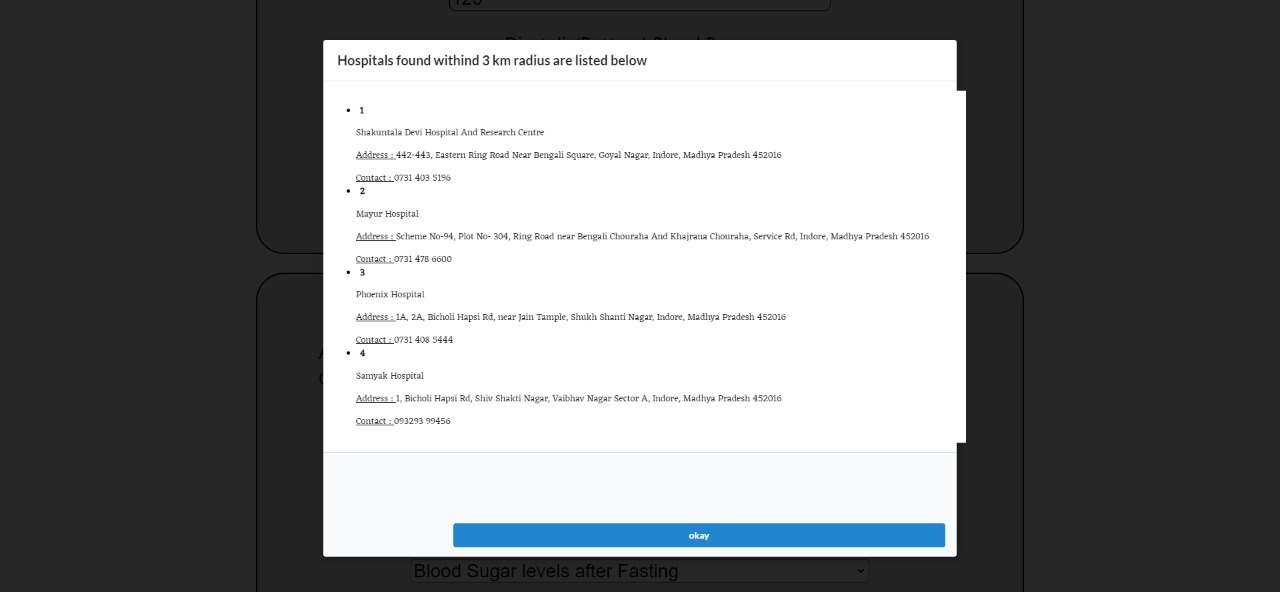 Hospitals found withind 3 km radius are listed below
1
Shakuntala Devi Hospital And Research Centre
Address : 442-443, Eastern Ring Road Near Bengali Square, Goyal Nagar, Indore, Madhya Pradesh 452016
Contact : 0731 403 5196
2
Mayur Hospital
Address : Scheme No-94, Plot No- 304, Ring Road near Bengali Chouraha And Khajrana Chouraha, Service Rd, Indore, Madhya Pradesh 452016
Contact : 0731 478 6600
3
Phoenix Hospital
Address : 1A, 2A, Bicholi Hapsi Rd, near Jain Tample, Shukh Shanti Nagar, Indore, Madhya Pradesh 452016
Contact : 0731 408 5444
4
Samyak Hospital
Address : 1, Bicholi Hapsi Rd, Shiv Shakti Nagar, Vaibhav Nagar Sector A, Indore, Madhya Pradesh 452016
Contact : 093293 99456
okay
Blood Sugar levels after Fasting